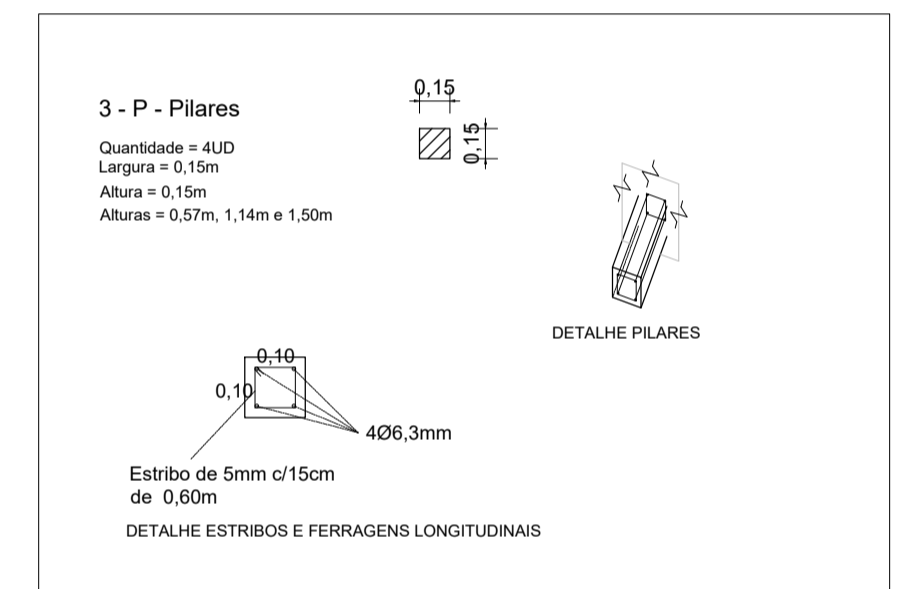 3 - P - Pilares
Quantidade = 4UD
Largura = 0,15m
Altura = 0,15m
Alturas = 0,57m, 1,14m e 1,50m
0,15
0,15
DETALHE PILARES
0,10
0,10
4Ø6,3mm
Estribo de 5mm c/15cm
de 0,60m
DETALHE ESTRIBOS E FERRAGENS LONGITUDINAIS